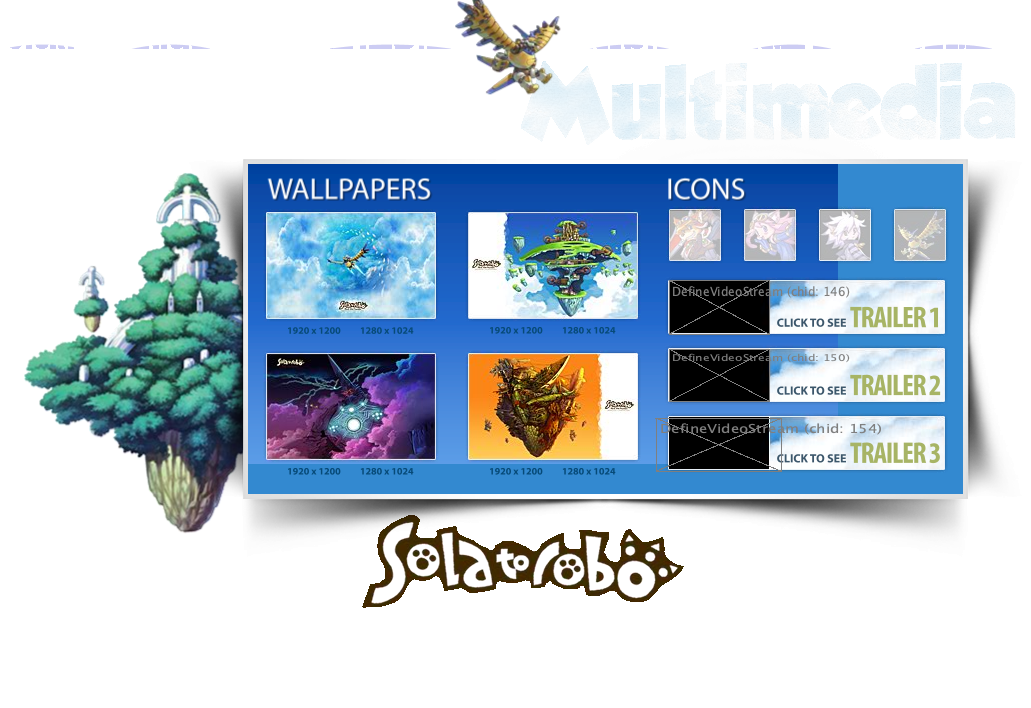 Multimedia
WALLPAPERS
ICONS
1920 x 1200 1280 x 1024
1920 x 1200 1280 x 1024
DefineVideoStream (chid: 146)
CLICK TO SEE TRAILER 1
DefineVideoStream (chid: 150)
CLICK TO SEE TRAILER 2
Solatorobo
DefineVideoStream (chid: 154)
CLICK TO SEE TRAILER 3
1920 x 1200 1280 x 1024
1920 x 1200 1280 x 1024
Solatorobo